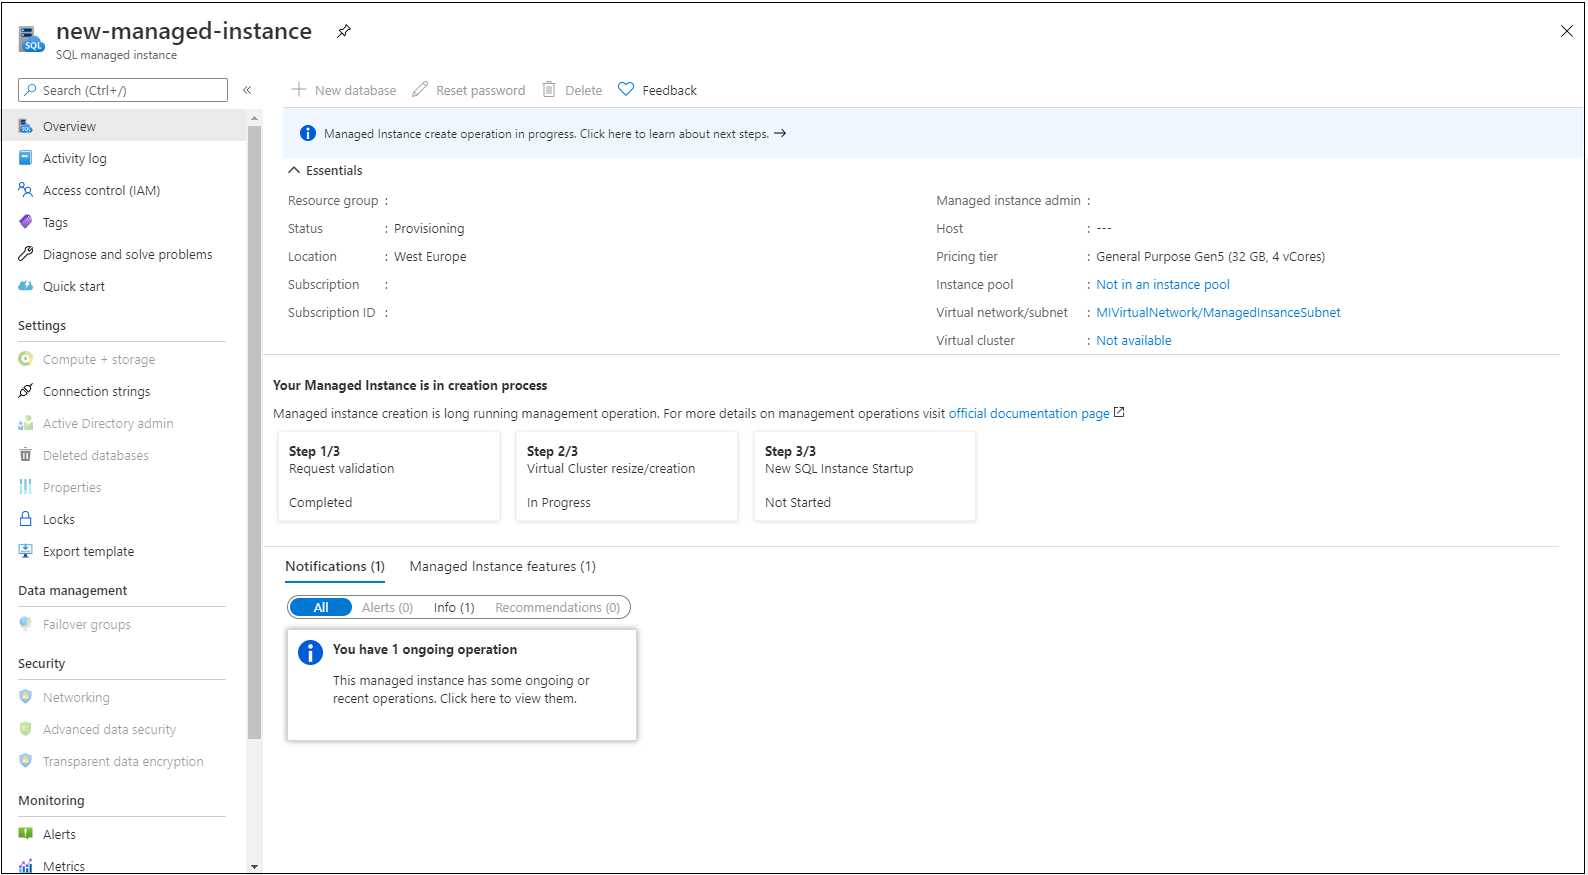 new-managed-instance
SQL managed instance
Search (Ctrl+/)
«
New database
Reset password
Delete
Feedback
Managed Instance create operation in progress. Click here to learn about next steps. →
Overview
Activity log
Access control (IAM)
Tags
Diagnose and solve problems
Quick start
Settings
Compute + storage
Connection strings
Active Directory admin
Deleted databases
Properties
Locks
Export template
Data management
Failover groups
Security
Networking
Advanced data security
Transparent data encryption
Monitoring
Alerts
Metrics
Essentials
Resource group :
Status : Provisioning
Location : West Europe
Subscription :
Subscription ID :
Managed instance admin :
Host : ---
Pricing tier : General Purpose Gen5 (32 GB, 4 vCores)
Instance pool : Not in an instance pool
Virtual network/subnet : MIVirtualNetwork/ManagedInsanceSubnet
Virtual cluster : Not available
Your Managed Instance is in creation process
Managed instance creation is long running management operation. For more details on management operations visit official documentation page
Step 1/3
Request validation
Completed
Step 2/3
Virtual Cluster resize/creation
In Progress
Step 3/3
New SQL Instance Startup
Not Started
Notifications (1)
Managed Instance features (1)
All
Alerts (0)
Info (1)
Recommendations (0)
You have 1 ongoing operation
This managed instance has some ongoing or
recent operations. Click here to view them.